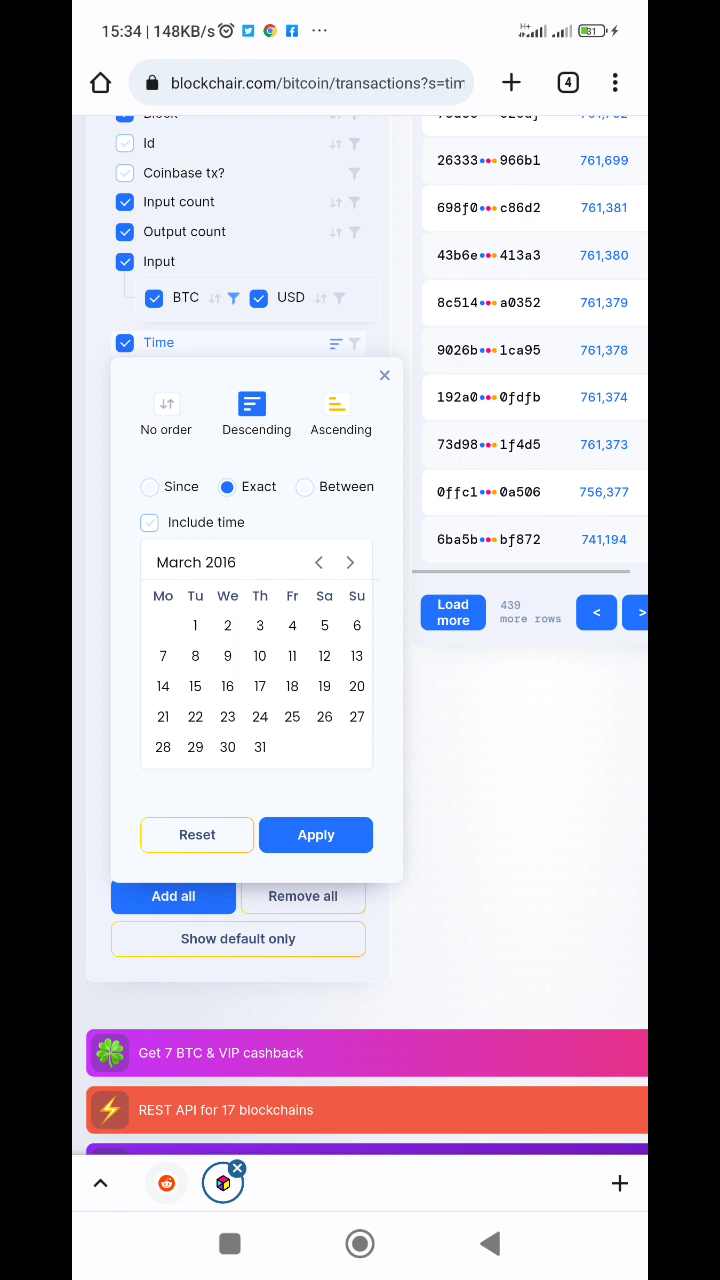 15:34 | 148KB/s
H+
31
blockchair.com/bitcoin/transactions?s=tim
4
Block
Id
Coinbase tx?
Input count
Output count
Input
BTC
USD
Time
No order
Descending
Ascending
Since
Exact
Between
Include time
March 2016
Mo Tu We Th Fr Sa Su
1 2 3 4 5 6
7 8 9 10 11 12 13
14 15 16 17 18 19 20
21 22 23 24 25 26 27
28 29 30 31
Reset
Apply
Add all
Remove all
Show default only
26333 966b1 761,699
698f0 c86d2 761,381
43b6e 413a3 761,380
8c514 a0352 761,379
9026b 1ca95 761,378
192a0 0fdfb 761,374
73d98 1f4d5 761,373
0ffc1 0a506 756,377
6ba5b bf872 741,194
Load more
439
more rows
<
>
Get 7 BTC & VIP cashback
REST API for 17 blockchains